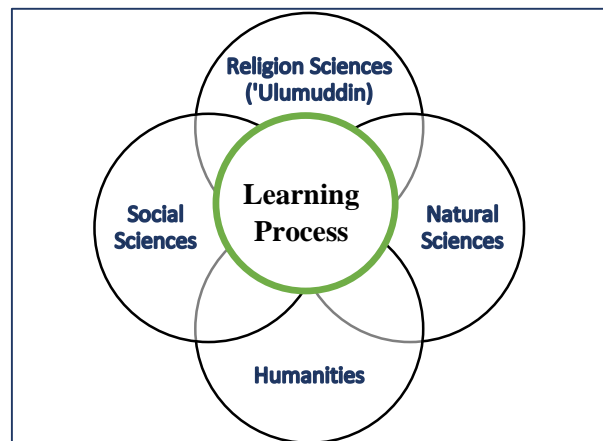 Religion Sciences
('Ulumuddin)
Learning
Process
Social
Sciences
Natural
Sciences
Humanities